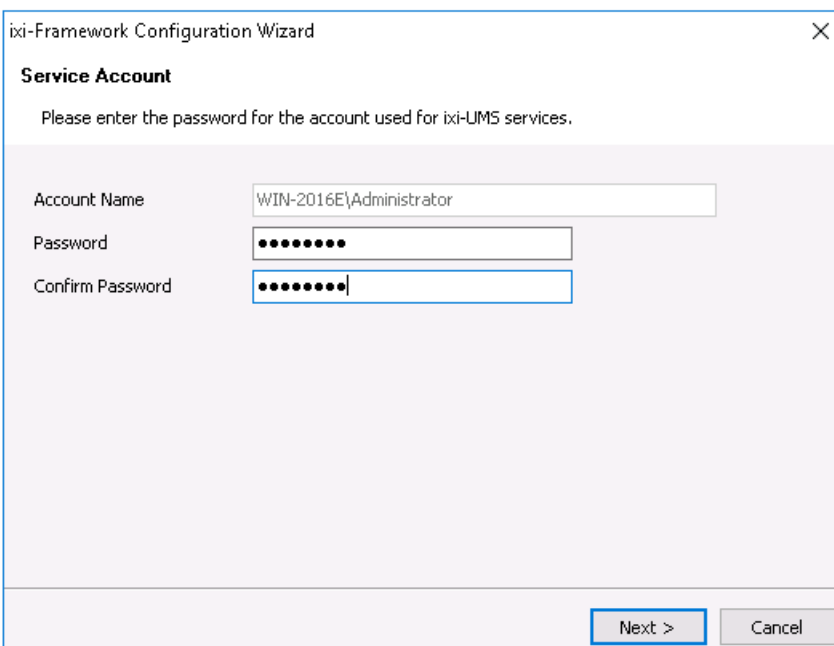 ixi-Framework Configuration Wizard
Service Account
Please enter the password for the account used for ixi-UMS services.
Account Name WIN-2016E\Administrator
Password ●●●●●●●●
Confirm Password ●●●●●●●●
Next > Cancel